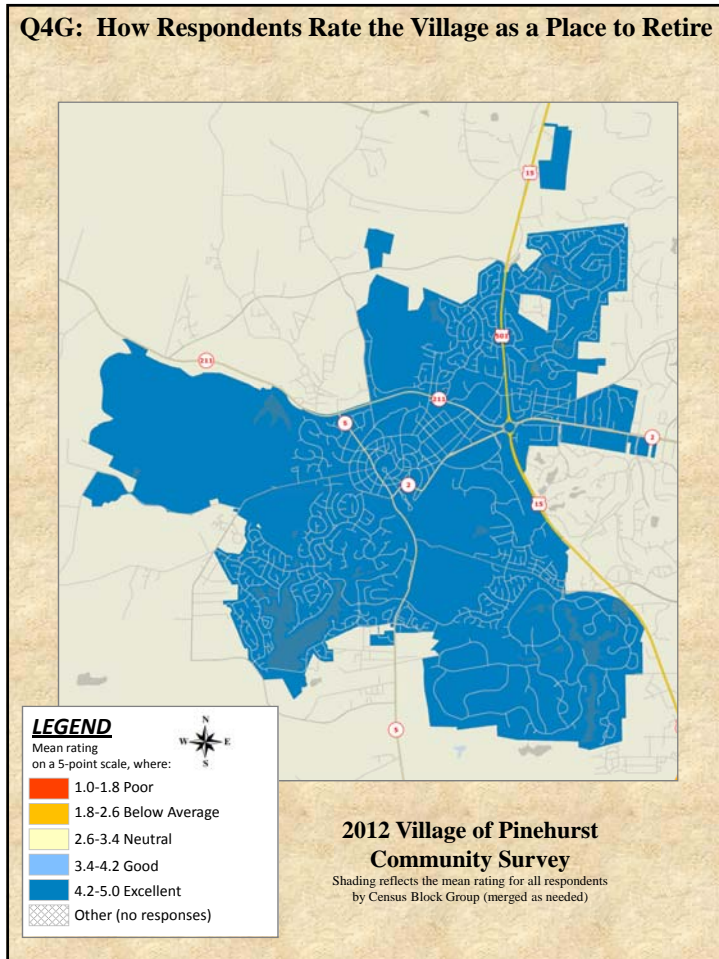 Q4G: How Respondents Rate the Village as a Place to Retire
15
501
211
211
5
2
2
15
5
LEGEND
Mean rating
on a 5-point scale, where:
N
W E
S
1.0-1.8 Poor
1.8-2.6 Below Average
2.6-3.4 Neutral
3.4-4.2 Good
4.2-5.0 Excellent
Other (no responses)
2012 Village of Pinehurst
Community Survey
Shading reflects the mean rating for all respondents
by Census Block Group (merged as needed)